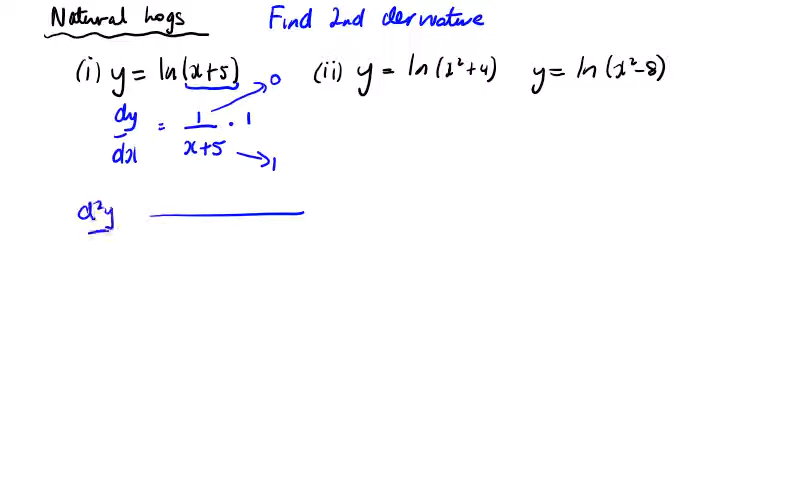 Natural Logs Find 2nd derivative
(i) y = ln(x+5) (ii) y = ln(x²+4) y = ln(x²-8)
dy/dx = 1/(x+5) · 1 → 0 → 1
d²y